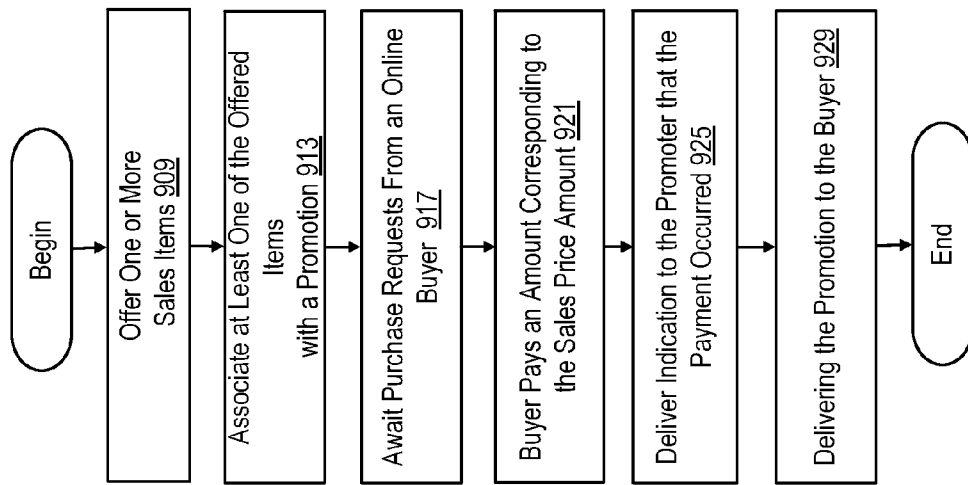 Begin
Offer One or More
Sales Items 909
Associate at Least One of the Offered
Items
with a Promotion 913
Await Purchase Requests From an Online
Buyer 917
Buyer Pays an Amount Corresponding to
the Sales Price Amount 921
Deliver Indication to the Promoter that the
Payment Occurred 925
Delivering the Promotion to the Buyer 929
End